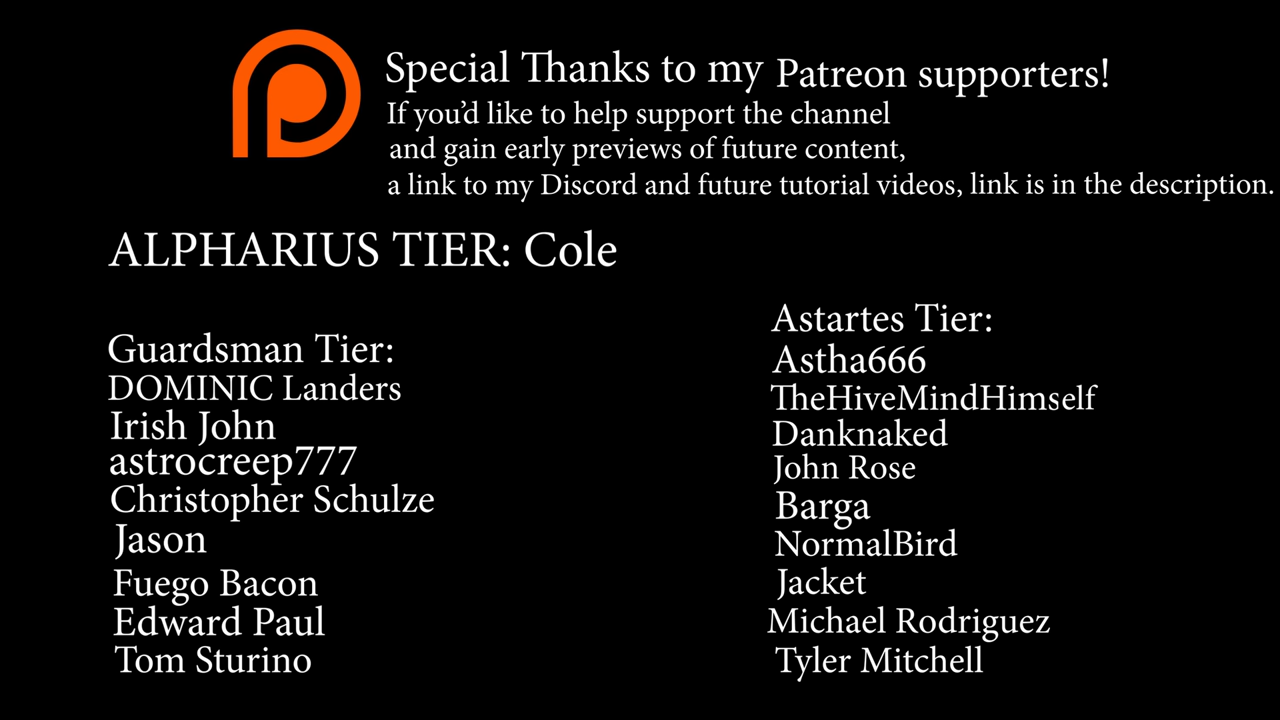 Special Thanks to my Patreon supporters!
If you'd like to help support the channel
and gain early previews of future content,
a link to my Discord and future tutorial videos, link is in the description.
ALPHARIUS TIER: Cole
Guardsman Tier:
DOMINIC Landers
Irish John
astrocreep777
Christopher Schulze
Jason
Fuego Bacon
Edward Paul
Tom Sturino
Astartes Tier:
Astha666
TheHiveMindHimself
Danknaked
John Rose
Barga
NormalBird
Jacket
Michael Rodriguez
Tyler Mitchell